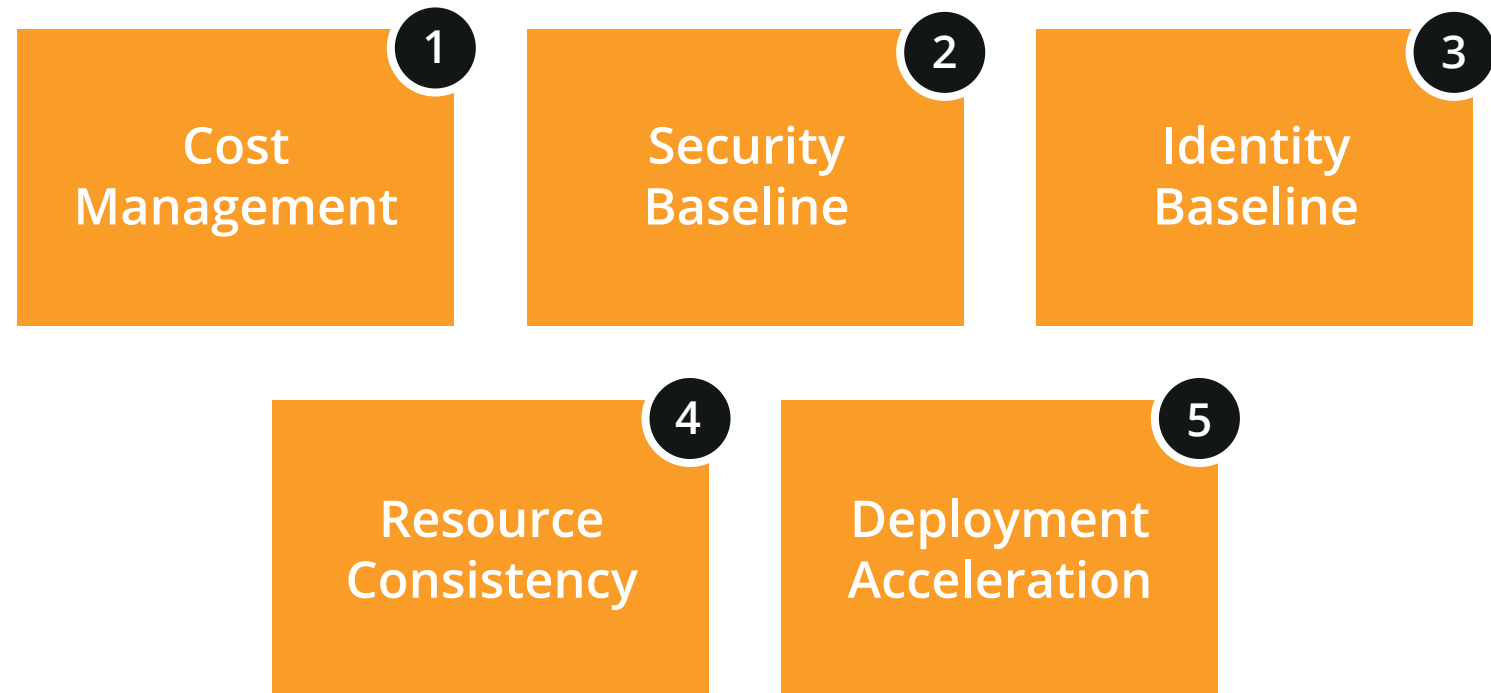 1
Cost
Management
2
Security
Baseline
3
Identity
Baseline
4
Resource
Consistency
5
Deployment
Acceleration